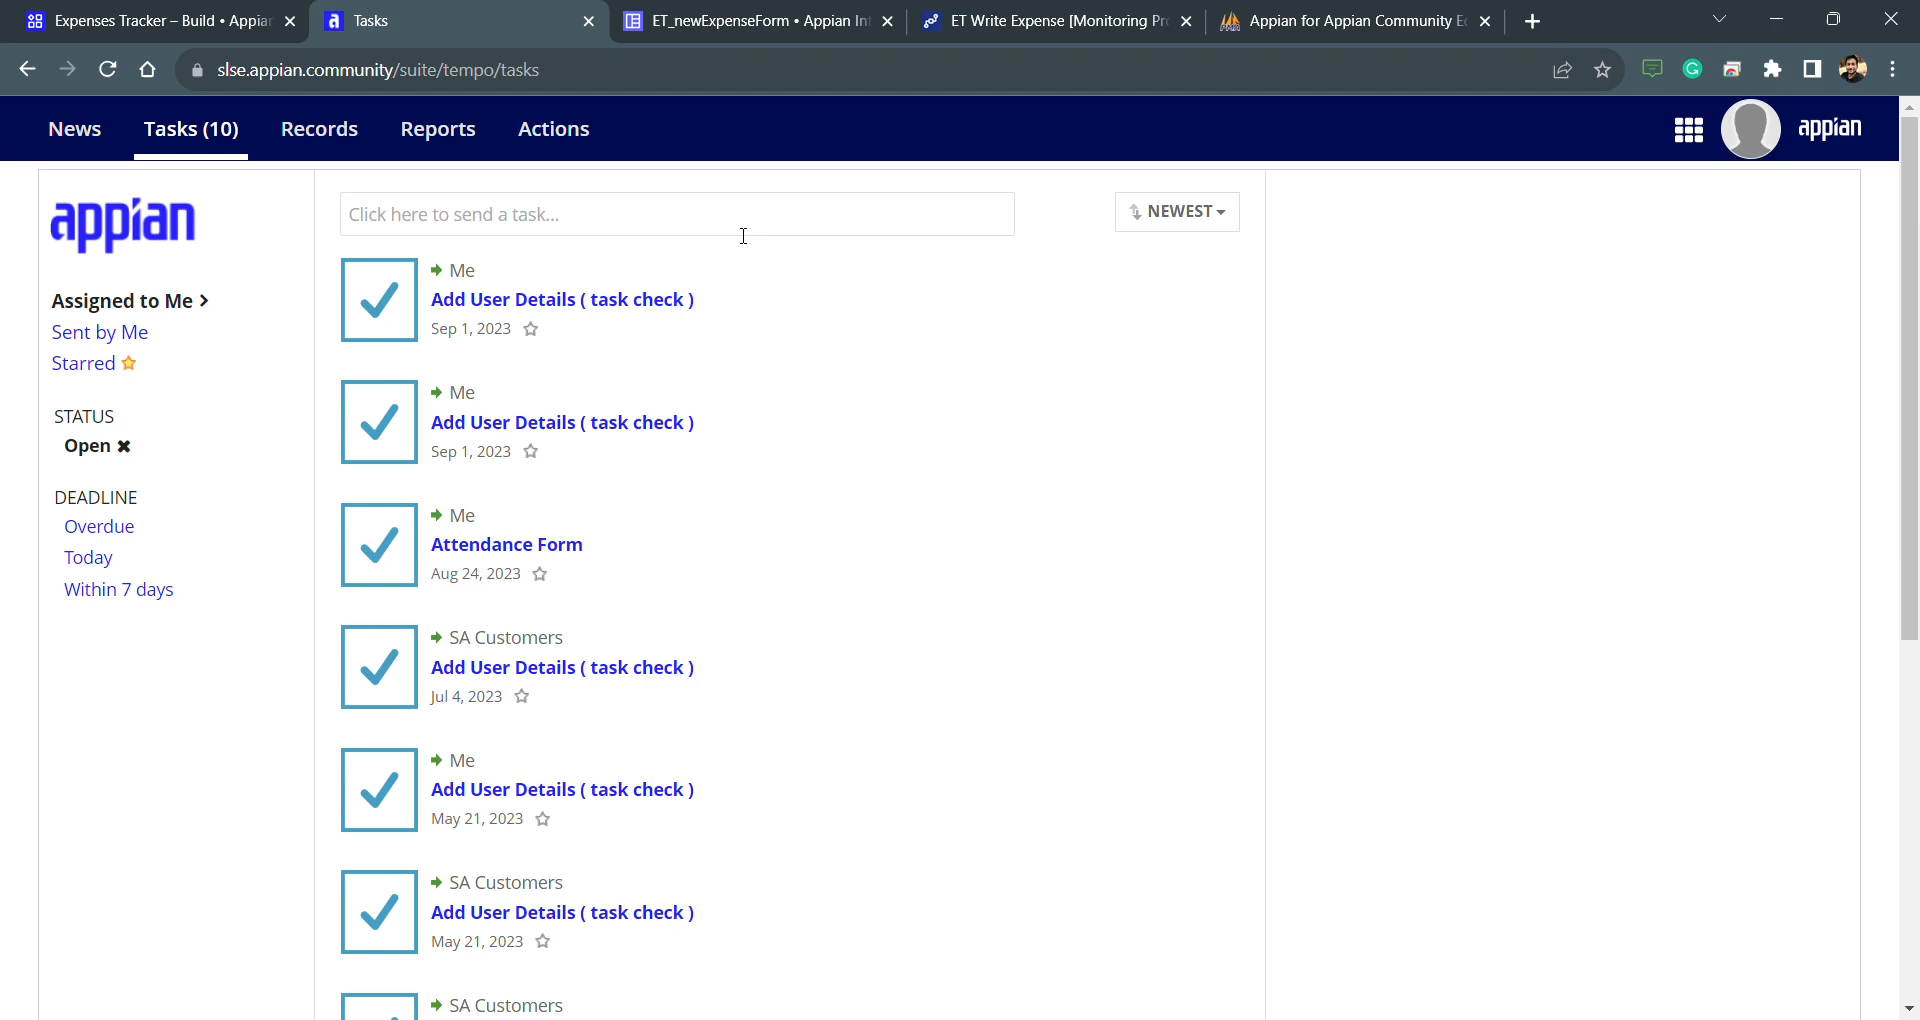 Expenses Tracker – Build • Appian
Tasks
ET_newExpenseForm • Appian In
ET Write Expense [Monitoring Pr
Appian for Appian Community E
slse.appian.community/suite/tempo/tasks
News
Tasks (10)
Records
Reports
Actions
appian
appian
Click here to send a task...
NEWEST
Assigned to Me >
Sent by Me
Starred
STATUS
Open
DEADLINE
Overdue
Today
Within 7 days
Me
Add User Details ( task check )
Sep 1, 2023
Me
Add User Details ( task check )
Sep 1, 2023
Me
Attendance Form
Aug 24, 2023
SA Customers
Add User Details ( task check )
Jul 4, 2023
Me
Add User Details ( task check )
May 21, 2023
SA Customers
Add User Details ( task check )
May 21, 2023
SA Customers